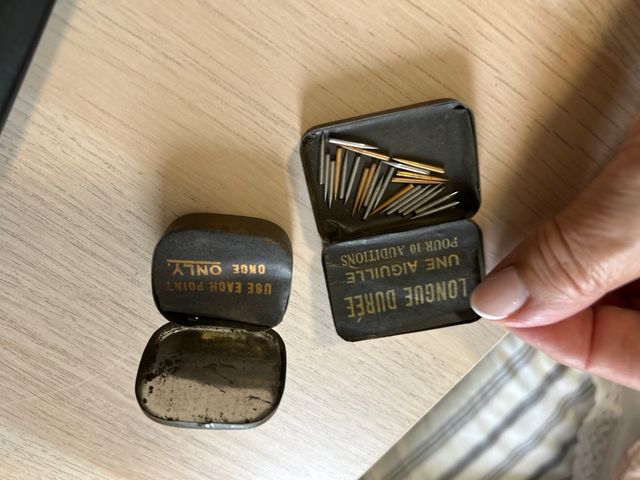 USE EACH POINT
ONCE ONLY.
LONGUE DURÉE
UNE AIGUILLE
POUR 10 AUDITIONS